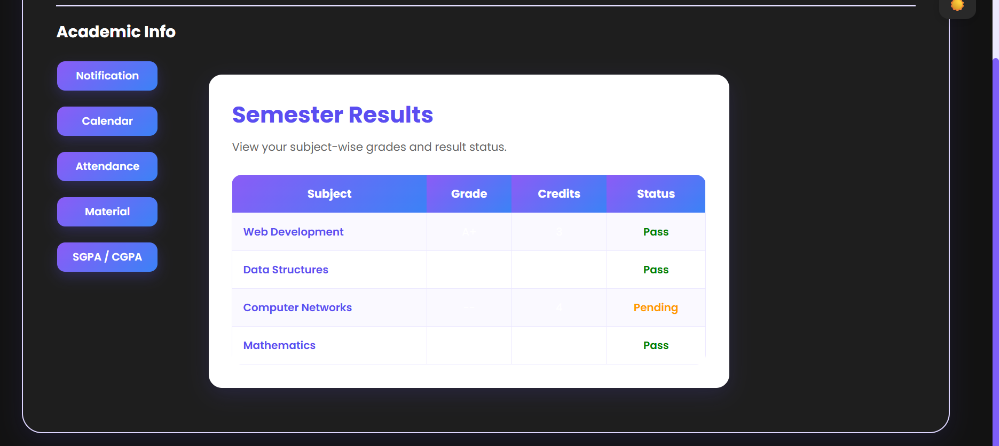 Academic Info
Notification
Calendar
Attendance
Material
SGPA / CGPA
Semester Results
View your subject-wise grades and result status.
Subject Grade Credits Status
Web Development A+ 3 Pass
Data Structures Pass
Computer Networks -- 4 Pending
Mathematics Pass